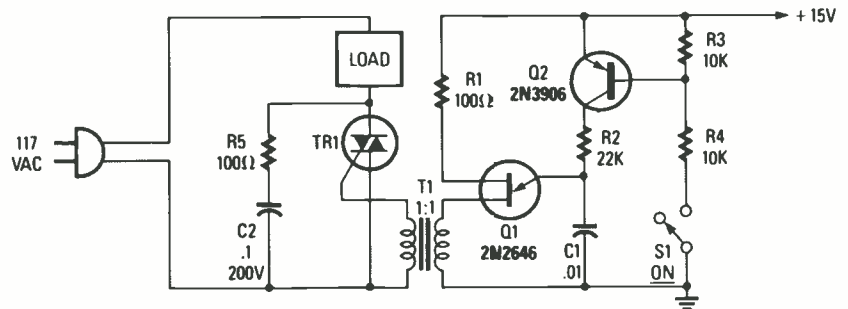 + 15V
LOAD
R1
100Ω
Q2
2N3906
R3
10K
117
VAC
R5
100Ω
TR1
R2
22K
R4
10K
T1
1:1
C2
.1
200V
Q1
2N2646
C1
.01
S1
ON